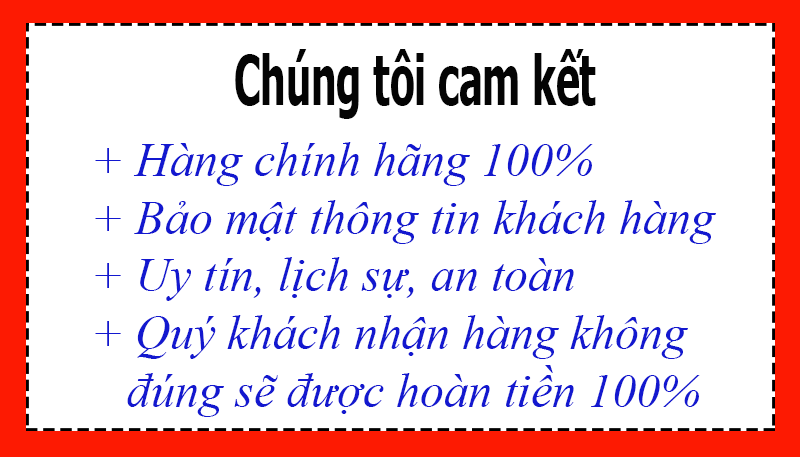 Chúng tôi cam kết
+ Hàng chính hãng 100%
+ Bảo mật thông tin khách hàng
+ Uy tín, lịch sự, an toàn
+ Quý khách nhận hàng không
đúng sẽ được hoàn tiền 100%